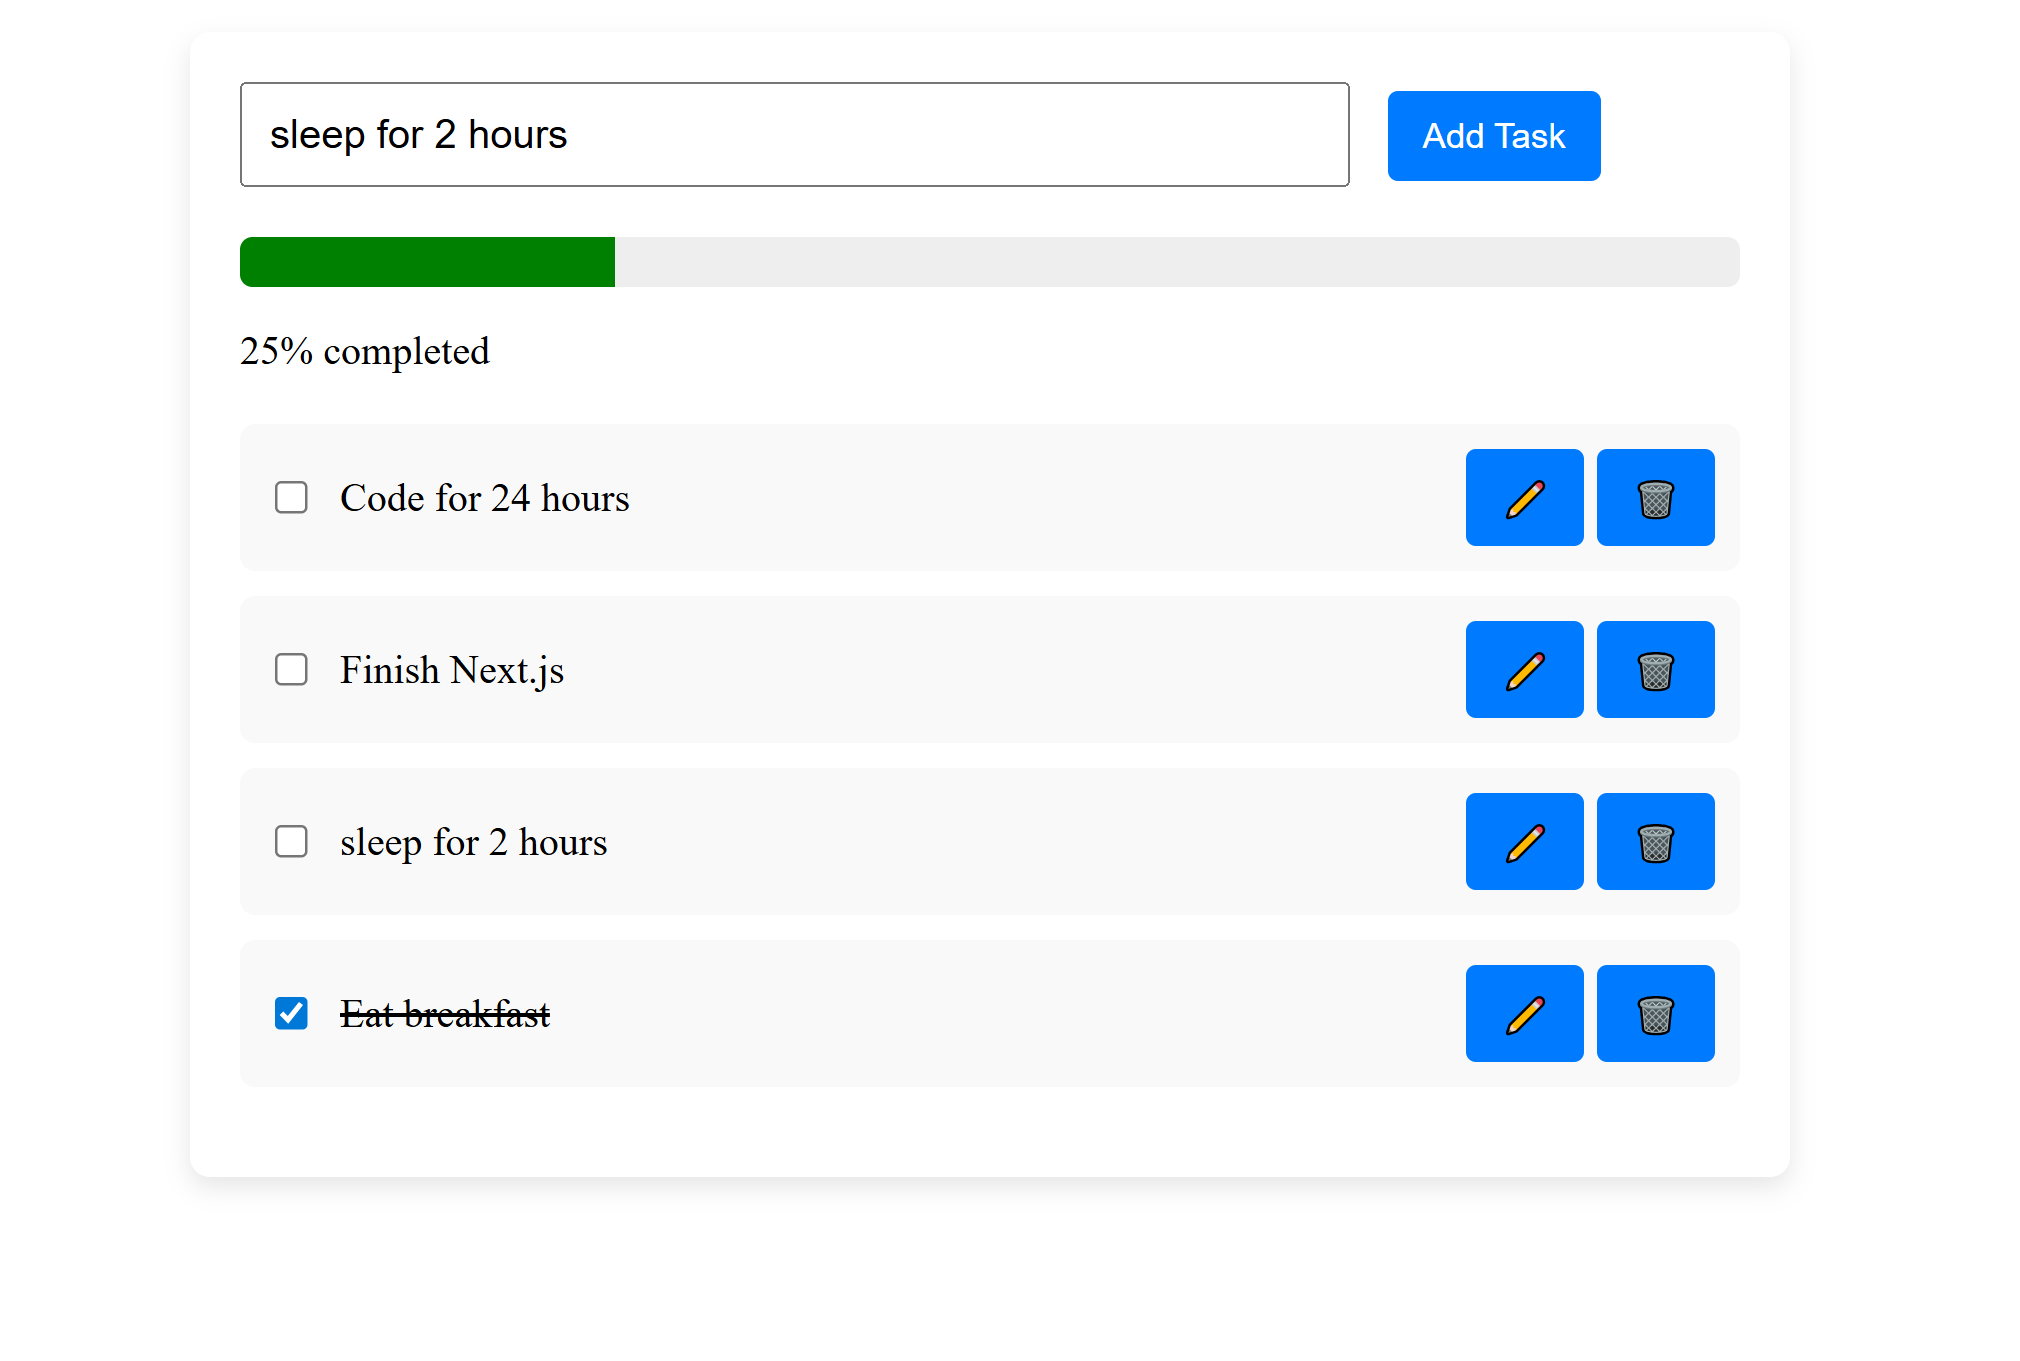 sleep for 2 hours
Add Task
25% completed
Code for 24 hours
Finish Next.js
sleep for 2 hours
Eat breakfast